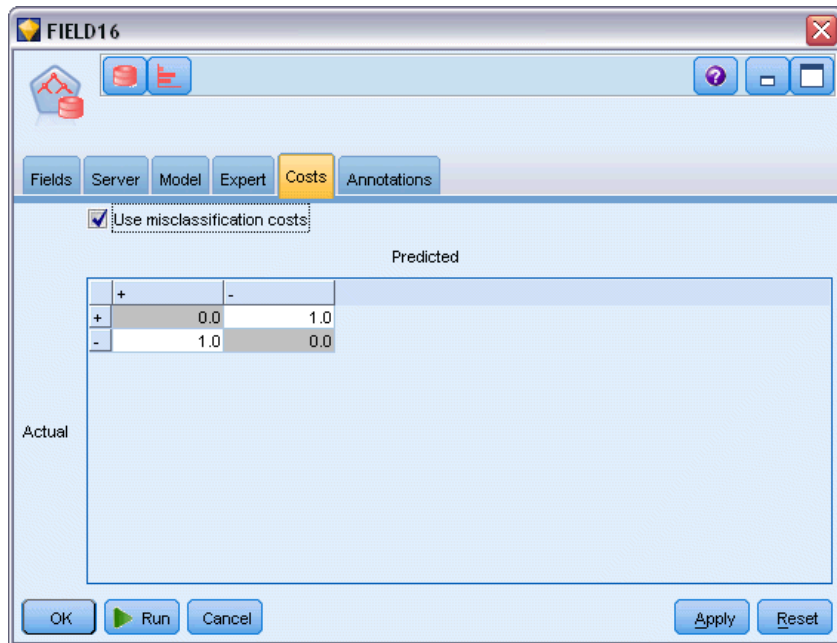 FIELD16
?
Fields Server Model Expert Costs Annotations
Use misclassification costs
Predicted
+ -
+ 0.0 1.0
- 1.0 0.0
Actual
OK Run Cancel Apply Reset